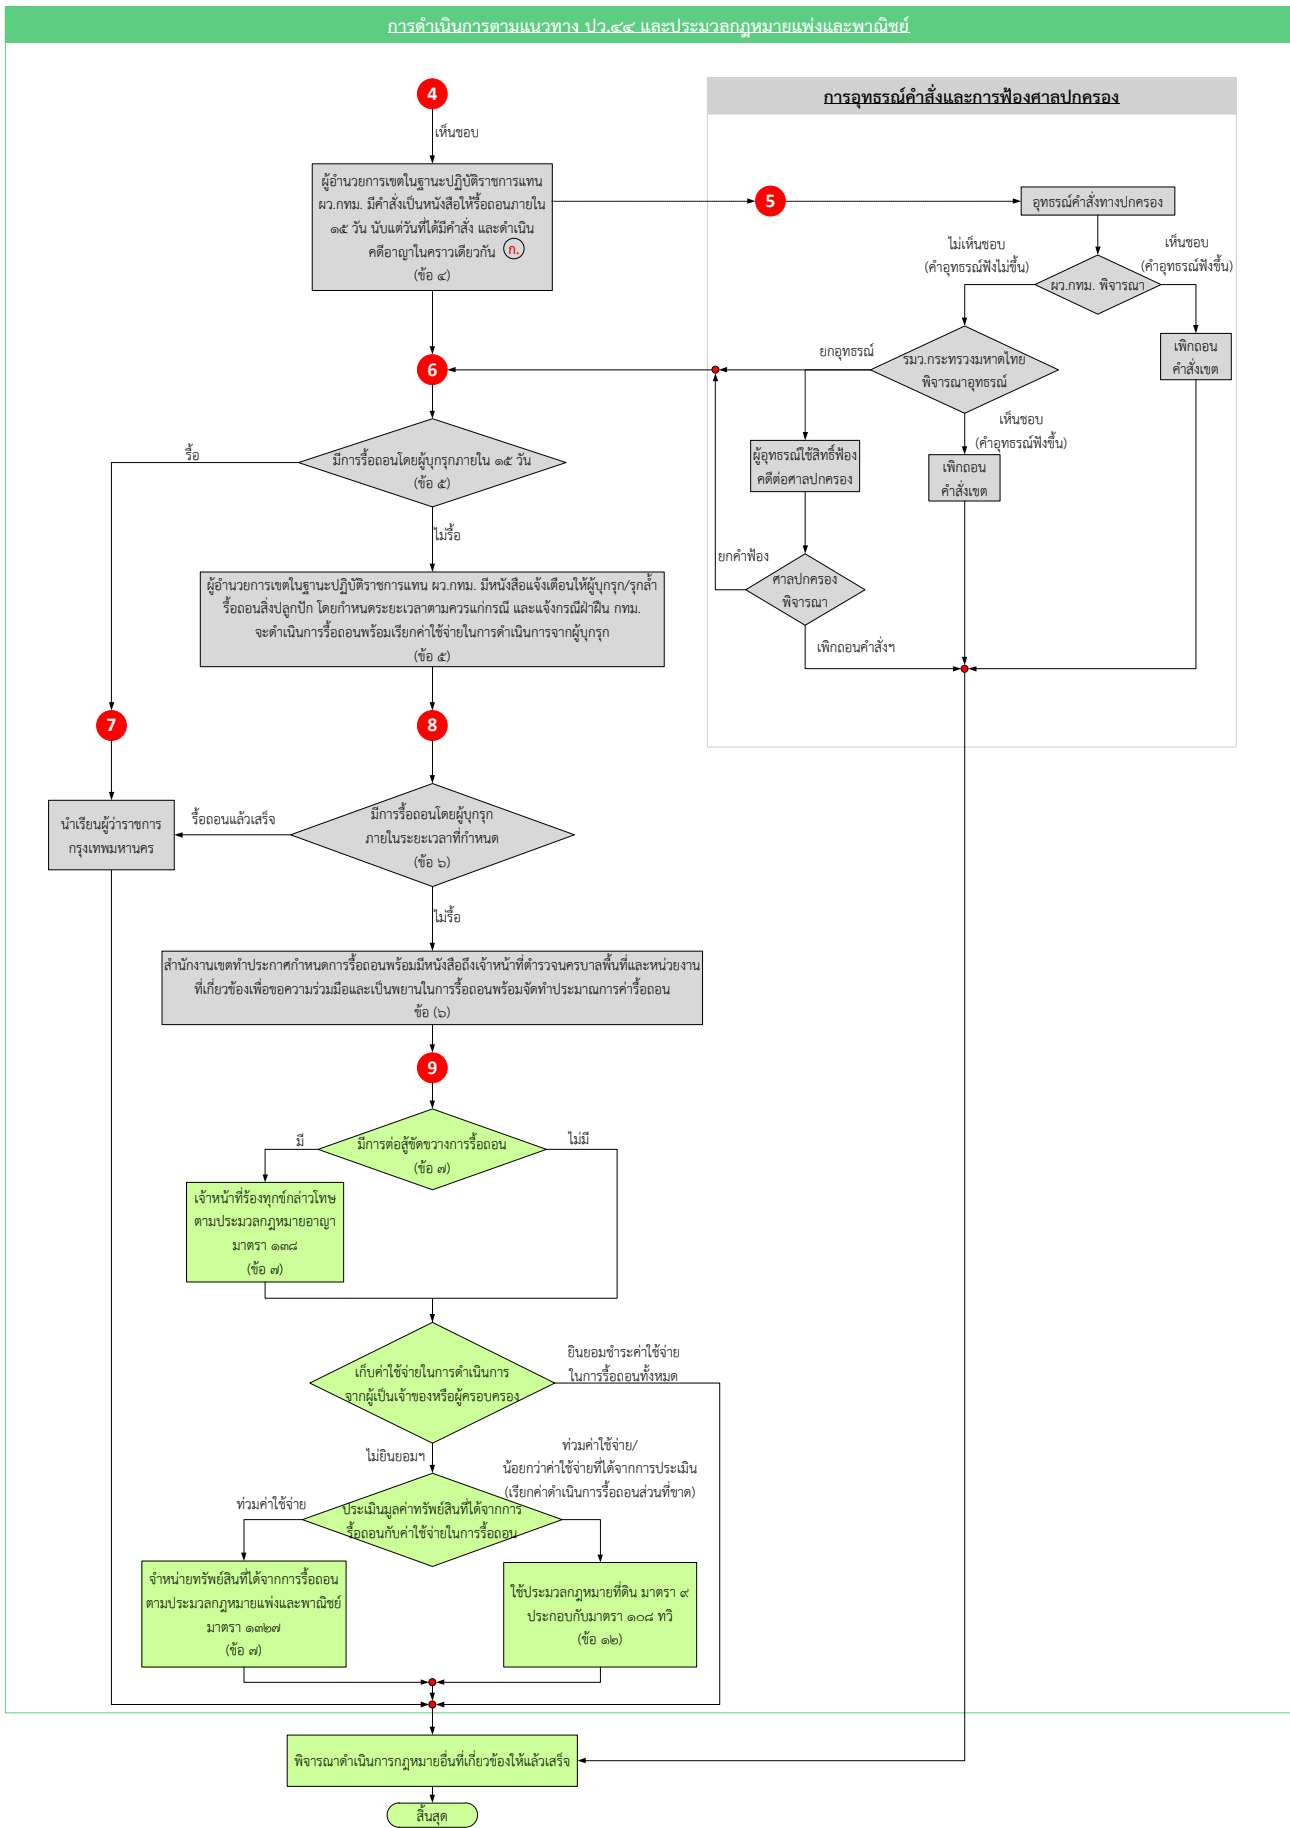 การดำเนินการตามแนวทาง ปว.๔๔ และประมวลกฎหมายแพ่งและพาณิชย์
4
เห็นชอบ
ผู้อำนวยการเขตในฐานะปฏิบัติราชการแทน
ผว.กทม. มีคำสั่งเป็นหนังสือให้รื้อถอนภายใน
๑๕ วัน นับแต่วันที่ได้มีคำสั่ง และดำเนิน
คดีอาญาในคราวเดียวกัน ก.
(ข้อ ๔)
การอุทธรณ์คำสั่งและการฟ้องศาลปกครอง
5
อุทธรณ์คำสั่งทางปกครอง
ไม่เห็นชอบ
(คำอุทธรณ์ฟังไม่ขึ้น)
เห็นชอบ
(คำอุทธรณ์ฟังขึ้น)
ผว.กทม. พิจารณา
เพิกถอน
คำสั่งเขต
รมว.กระทรวงมหาดไทย
พิจารณาอุทธรณ์
ยกอุทธรณ์
เห็นชอบ
(คำอุทธรณ์ฟังขึ้น)
เพิกถอน
คำสั่งเขต
ผู้อุทธรณ์ใช้สิทธิ์ฟ้อง
คดีต่อศาลปกครอง
ยกคำฟ้อง
ศาลปกครอง
พิจารณา
เพิกถอนคำสั่งฯ
6
มีการรื้อถอนโดยผู้บุกรุกภายใน ๑๕ วัน
(ข้อ ๕)
รื้อ
ไม่รื้อ
ผู้อำนวยการเขตในฐานะปฏิบัติราชการแทน ผว.กทม. มีหนังสือแจ้งเตือนให้ผู้บุกรุก/รุกล้ำ
รื้อถอนสิ่งปลูกปัก โดยกำหนดระยะเวลาตามควรแก่กรณี และแจ้งกรณีฝ่าฝืน กทม.
จะดำเนินการรื้อถอนพร้อมเรียกค่าใช้จ่ายในการดำเนินการจากผู้บุกรุก
(ข้อ ๕)
7
8
นำเรียนผู้ว่าราชการ
กรุงเทพมหานคร
รื้อถอนแล้วเสร็จ
มีการรื้อถอนโดยผู้บุกรุก
ภายในระยะเวลาที่กำหนด
(ข้อ ๖)
ไม่รื้อ
สำนักงานเขตทำประกาศกำหนดการรื้อถอนพร้อมมีหนังสือถึงเจ้าหน้าที่ตำรวจนครบาลพื้นที่และหน่วยงาน
ที่เกี่ยวข้องเพื่อขอความร่วมมือและเป็นพยานในการรื้อถอนพร้อมจัดทำประมาณการค่ารื้อถอน
ข้อ (๖)
9
มีการต่อสู้ขัดขวางการรื้อถอน
(ข้อ ๗)
มี
ไม่มี
เจ้าหน้าที่ร้องทุกข์กล่าวโทษ
ตามประมวลกฎหมายอาญา
มาตรา ๑๓๘
(ข้อ ๗)
เก็บค่าใช้จ่ายในการดำเนินการ
จากผู้เป็นเจ้าของหรือผู้ครอบครอง
ยินยอมชำระค่าใช้จ่าย
ในการรื้อถอนทั้งหมด
ไม่ยินยอมฯ
ท่วมค่าใช้จ่าย/
น้อยกว่าค่าใช้จ่ายที่ได้จากการประเมิน
(เรียกค่าดำเนินการรื้อถอนส่วนที่ขาด)
ท่วมค่าใช้จ่าย
ประเมินมูลค่าทรัพย์สินที่ได้จากการ
รื้อถอนกับค่าใช้จ่ายในการรื้อถอน
จำหน่ายทรัพย์สินที่ได้จากการรื้อถอน
ตามประมวลกฎหมายแพ่งและพาณิชย์
มาตรา ๑๓๒๗
(ข้อ ๗)
ใช้ประมวลกฎหมายที่ดิน มาตรา ๙
ประกอบกับมาตรา ๑๐๘ ทวิ
(ข้อ ๑๒)
พิจารณาดำเนินการกฎหมายอื่นที่เกี่ยวข้องให้แล้วเสร็จ
สิ้นสุด